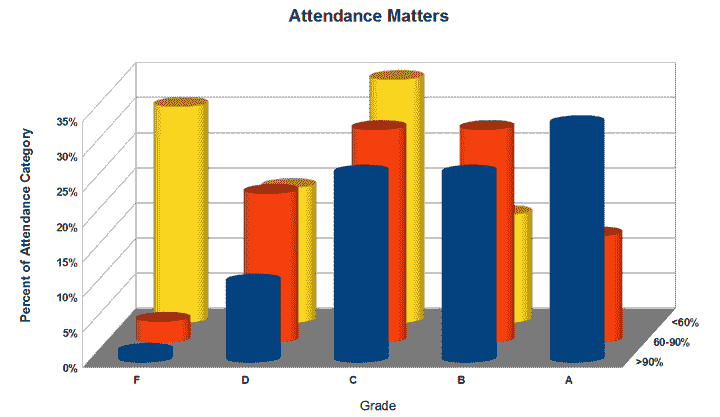 Attendance Matters
Percent of Attendance Category
35%
30%
25%
20%
15%
10%
5%
0%
<60%
60-90%
>90%
F D C B A
Grade